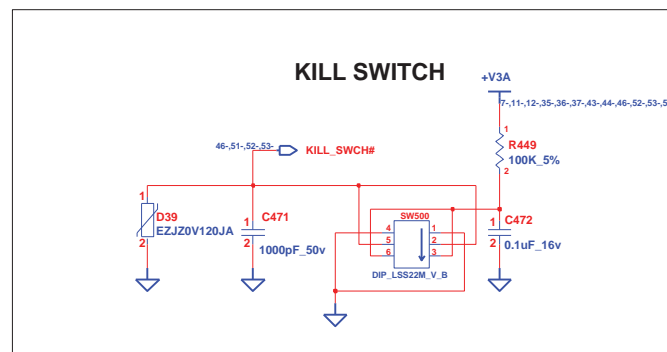 KILL SWITCH
+V3A
7-,11-,12-,35-,36-,37-,43-,44-,46-,52-,53-,5
1
R449
100K_5%
2
46-,51-,52-,53-
KILL_SWCH#
1
D39
EZJZ0V120JA
2
1
C471
2
1000pF_50v
SW500
4 1
5 2
6 3
DIP_LSS22M_V_B
1
C472
2
0.1uF_16v